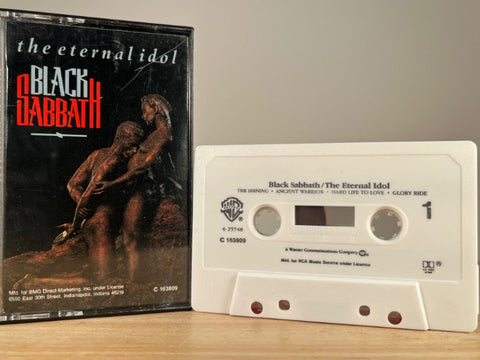 the eternal idol
BLACK
SABBATH
Mfd. for BMG Direct Marketing, Inc. under License
6550 East 30th Street, Indianapolis, Indiana 46219
C 163809
Black Sabbath/The Eternal Idol
THE SHINING • ANCIENT WARRIOR • HARD LIFE TO LOVE • GLORY RIDE
1
4-25548
C 163809
A Warner Communications Company
Mfd. for RCA Music Service under License